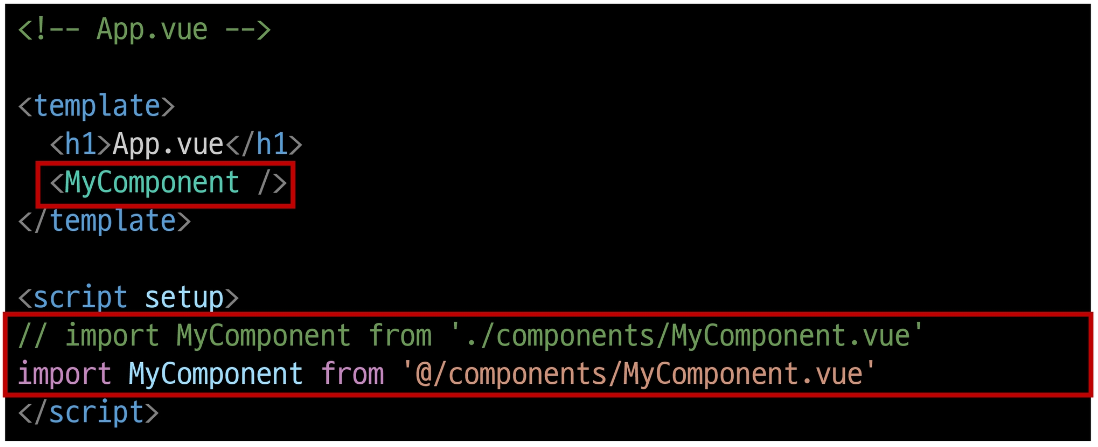 <!-- App.vue -->
<template>
<h1>App.vue</h1>
<MyComponent />
</template>
<script setup>
// import MyComponent from './components/MyComponent.vue'
import MyComponent from '@/components/MyComponent.vue'
</script>